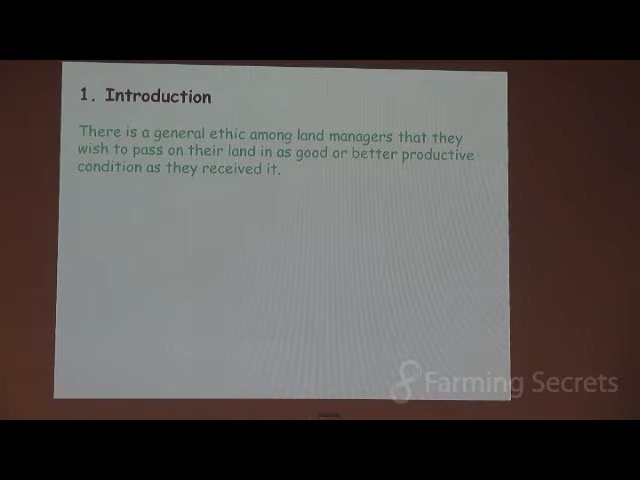 1. Introduction
There is a general ethic among land managers that they
wish to pass on their land in as good or better productive
condition as they received it.
Farming Secrets